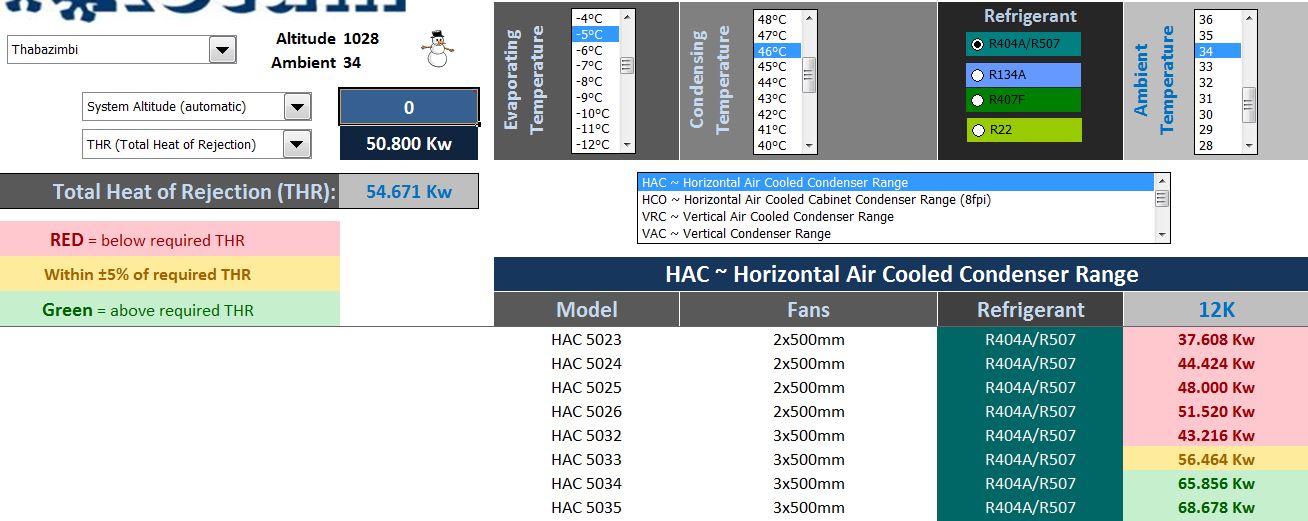 Thabazimbi
Altitude 1028
Ambient 34
System Altitude (automatic)
0
THR (Total Heat of Rejection)
50.800 Kw
Total Heat of Rejection (THR):
54.671 Kw
RED = below required THR
Within ±5% of required THR
Green = above required THR
Evaporating
Temperature
-4°C
-5°C
-6°C
-7°C
-8°C
-9°C
-10°C
-11°C
-12°C
Condensing
Temperature
48°C
47°C
46°C
45°C
44°C
43°C
42°C
41°C
40°C
Refrigerant
R404A/R507
R134A
R407F
R22
Ambient
Temperature
36
35
34
33
32
31
30
29
28
HAC ~ Horizontal Air Cooled Condenser Range
HCO ~ Horizontal Air Cooled Cabinet Condenser Range (8fpi)
VRC ~ Vertical Air Cooled Condenser Range
VAC ~ Vertical Condenser Range
HAC ~ Horizontal Air Cooled Condenser Range
Model Fans Refrigerant 12K
HAC 5023 2x500mm R404A/R507 37.608 Kw
HAC 5024 2x500mm R404A/R507 44.424 Kw
HAC 5025 2x500mm R404A/R507 48.000 Kw
HAC 5026 2x500mm R404A/R507 51.520 Kw
HAC 5032 3x500mm R404A/R507 43.216 Kw
HAC 5033 3x500mm R404A/R507 56.464 Kw
HAC 5034 3x500mm R404A/R507 65.856 Kw
HAC 5035 3x500mm R404A/R507 68.678 Kw